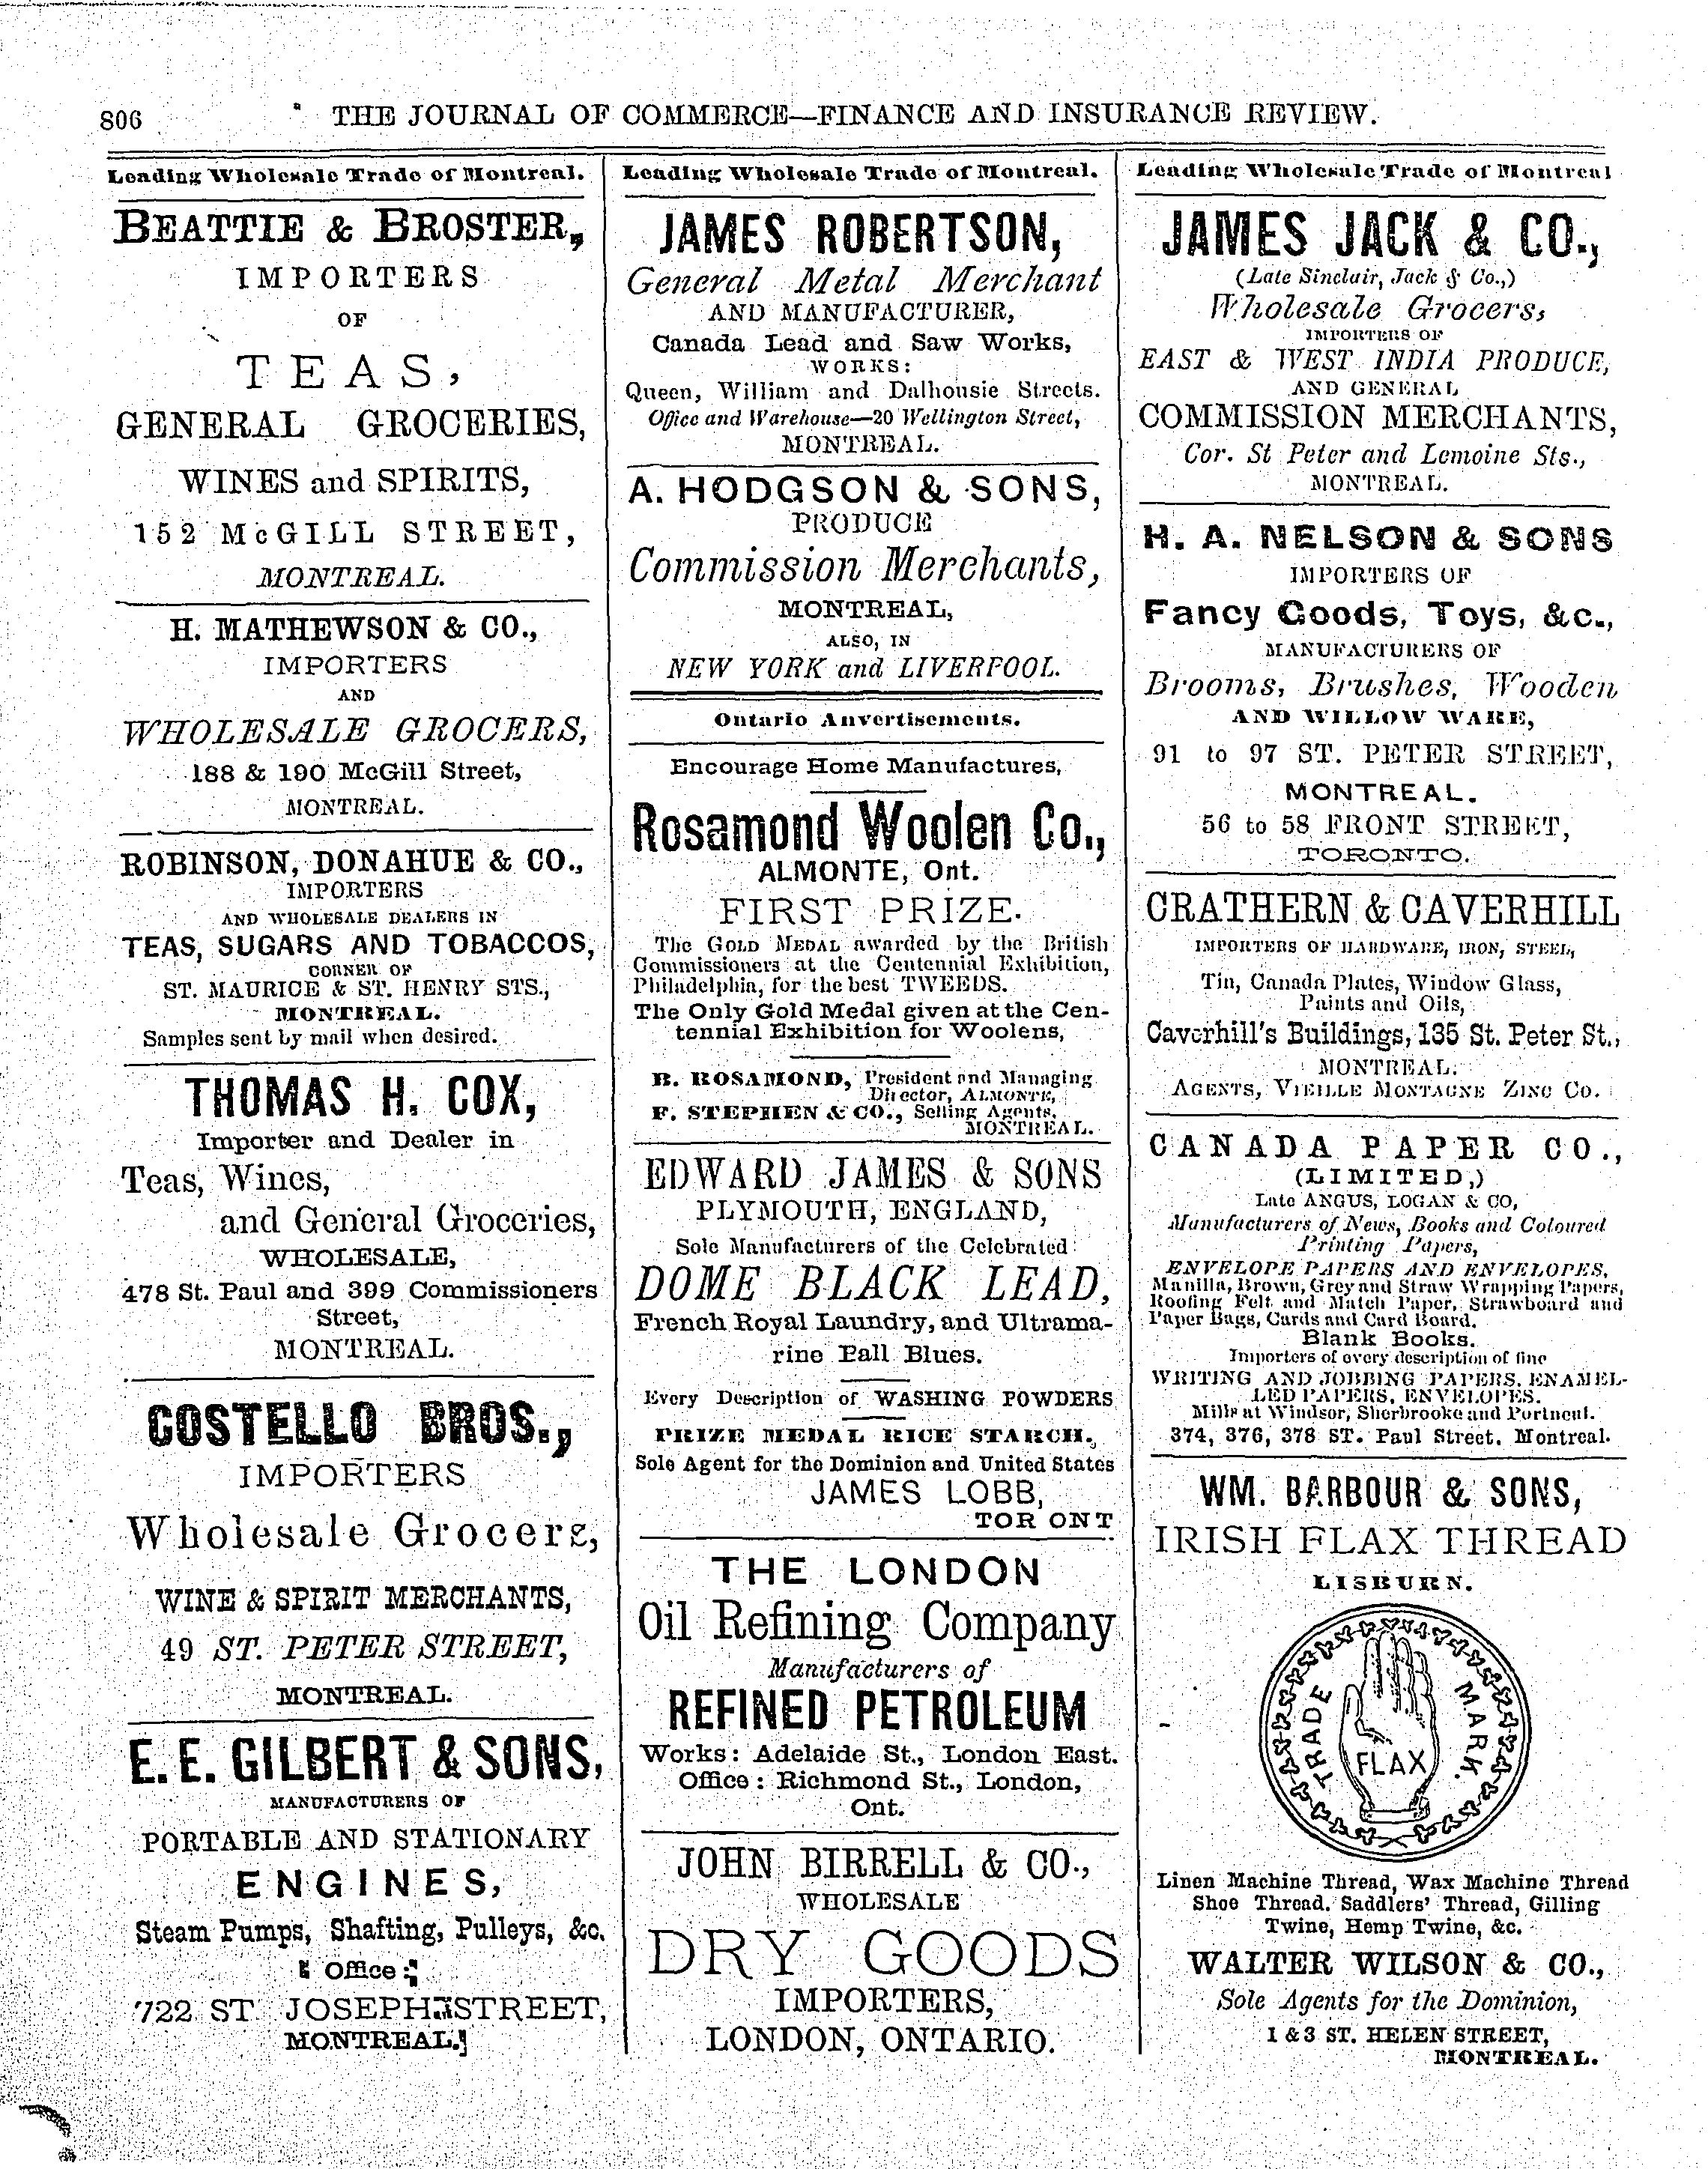 806
THE JOURNAL OF COMMERCE—FINANCE AND INSURANCE REVIEW.
Leading Wholesale Trade of Montreal.
BEATTIE & BROSTER,
IMPORTERS
OF
TEAS,
GENERAL GROCERIES,
WINES and SPIRITS,
152 McGILL STREET,
MONTREAL.
H. MATHEWSON & CO.,
IMPORTERS
AND
WHOLESALE GROCERS,
188 & 190 McGill Street,
MONTREAL.
ROBINSON, DONAHUE & CO.,
IMPORTERS
AND WHOLESALE DEALERS IN
TEAS, SUGARS AND TOBACCOS,
CORNER OF
ST. MAURICE & ST. HENRY STS.,
MONTREAL.
Samples sent by mail when desired.
THOMAS H. COX,
Importer and Dealer in
Teas, Wines,
and General Groceries,
WHOLESALE,
478 St. Paul and 399 Commissioners
Street,
MONTREAL.
COSTELLO BROS.,
IMPORTERS
Wholesale Grocers,
WINE & SPIRIT MERCHANTS,
49 ST. PETER STREET,
MONTREAL.
E. E. GILBERT & SONS,
MANUFACTURERS OF
PORTABLE AND STATIONARY
ENGINES,
Steam Pumps, Shafting, Pulleys, &c.
Office:
722 ST JOSEPH STREET,
MONTREAL.
Leading Wholesale Trade of Montreal.
JAMES ROBERTSON,
General Metal Merchant
AND MANUFACTURER,
Canada Lead and Saw Works,
WORKS:
Queen, William and Dalhousie Streets.
Office and Warehouse—20 Wellington Street,
MONTREAL.
A. HODGSON & SONS,
PRODUCE
Commission Merchants,
MONTREAL,
ALSO, IN
NEW YORK and LIVERPOOL.
Ontario Anvertisements.
Encourage Home Manufactures,
Rosamond Woolen Co.,
ALMONTE, Ont.
FIRST PRIZE.
The GOLD MEDAL awarded by the British
Commissioners at the Centennial Exhibition,
Philadelphia, for the best TWEEDS.
The Only Gold Medal given at the Cen-
tennial Exhibition for Woolens,
B. ROSAMOND, President and Managing
Director, ALMONTE,
F. STEPHEN & CO., Selling Agents,
MONTREAL.
EDWARD JAMES & SONS
PLYMOUTH, ENGLAND,
Sole Manufacturers of the Celebrated
DOME BLACK LEAD,
French Royal Laundry, and Ultrama-
rine Ball Blues.
Every Description of WASHING POWDERS
PRIZE MEDAL RICE STARCH.
Sole Agent for the Dominion and United States
JAMES LOBB,
TOR ONT
THE LONDON
Oil Refining Company
Manufacturers of
REFINED PETROLEUM
Works: Adelaide St., London East.
Office: Richmond St., London,
Ont.
JOHN BIRRELL & CO.,
WHOLESALE
DRY GOODS
IMPORTERS,
LONDON, ONTARIO.
Leading Wholesale Trade of Montreal
JAMES JACK & CO.,
(Late Sinclair, Jack & Co.,)
Wholesale Grocers,
IMPORTERS OF
EAST & WEST INDIA PRODUCE,
AND GENERAL
COMMISSION MERCHANTS,
Cor. St Peter and Lemoine Sts.,
MONTREAL.
H. A. NELSON & SONS
IMPORTERS OF
Fancy Goods, Toys, &c.,
MANUFACTURERS OF
Brooms, Brushes, Wooden
AND WILLOW WARE,
91 to 97 ST. PETER STREET,
MONTREAL.
56 to 58 FRONT STREET,
TORONTO.
CRATHERN & CAVERHILL
IMPORTERS OF HARDWARE, IRON, STEEL,
Tin, Canada Plates, Window Glass,
Paints and Oils,
Caverhill's Buildings, 135 St. Peter St.,
MONTREAL.
AGENTS, VIEILLE MONTAGNE ZINC CO.
CANADA PAPER CO.,
(LIMITED,)
Late ANGUS, LOGAN & CO,
Manufacturers of News, Books and Coloured
Printing Papers,
ENVELOPE PAPERS AND ENVELOPES,
Manilla, Brown, Grey and Straw Wrapping Papers,
Roofing Felt and Match Paper, Strawboard and
Paper Bags, Cards and Card Board.
Blank Books.
Importers of every description of fine
WRITING AND JOBBING PAPERS. ENAMEL-
LED PAPERS, ENVELOPES.
Mills at Windsor, Sherbrooke and Portneuf.
374, 376, 378 ST. Paul Street. Montreal.
WM. BARBOUR & SONS,
IRISH FLAX THREAD
LISBURN.
TRADE MARK.
FLAX
Linen Machine Thread, Wax Machine Thread
Shoe Thread. Saddlers' Thread, Gilling
Twine, Hemp Twine, &c.
WALTER WILSON & CO.,
Sole Agents for the Dominion,
1 & 3 ST. HELEN STREET,
MONTREAL.